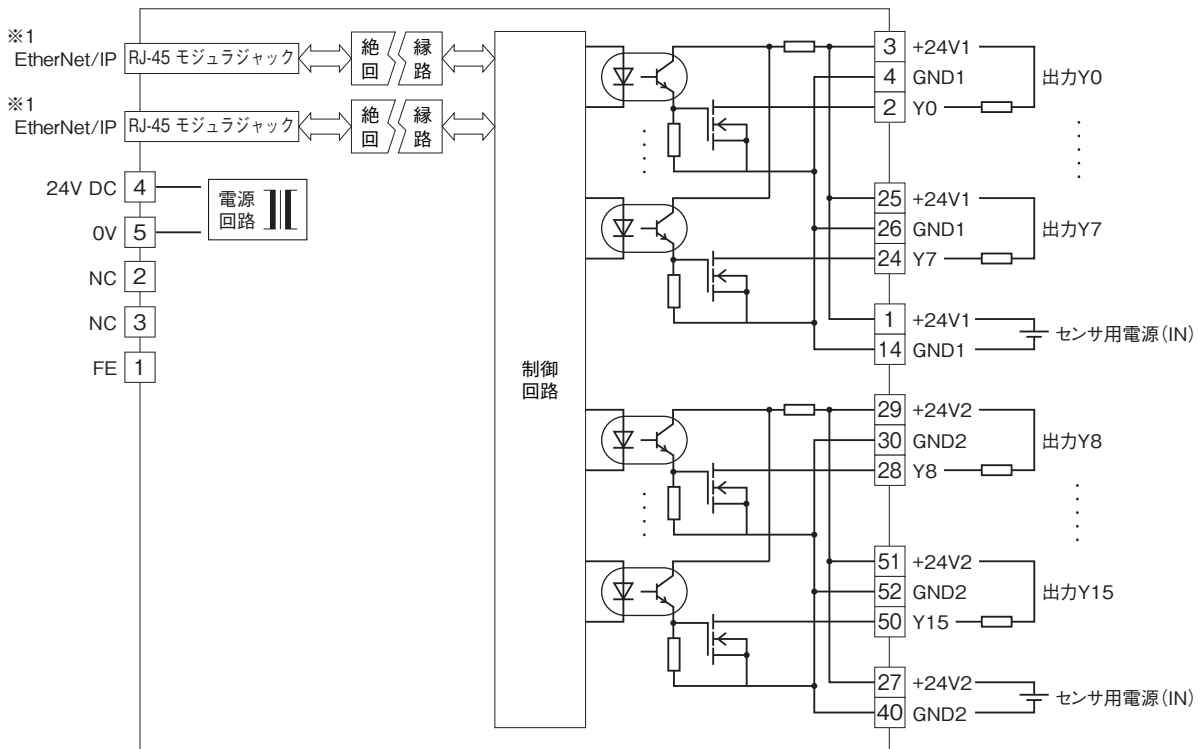 ※1
EtherNet/IP
RJ-45 モジュラジャック
絶縁
回路
※1
EtherNet/IP
RJ-45 モジュラジャック
絶縁
回路
24V DC 4
0V 5
NC 2
NC 3
FE 1
電源
回路
制御
回路
3 +24V1
4 GND1
2 Y0
出力Y0
25 +24V1
26 GND1
24 Y7
出力Y7
1 +24V1
14 GND1
センサ用電源(IN)
29 +24V2
30 GND2
28 Y8
出力Y8
51 +24V2
52 GND2
50 Y15
出力Y15
27 +24V2
40 GND2
センサ用電源(IN)